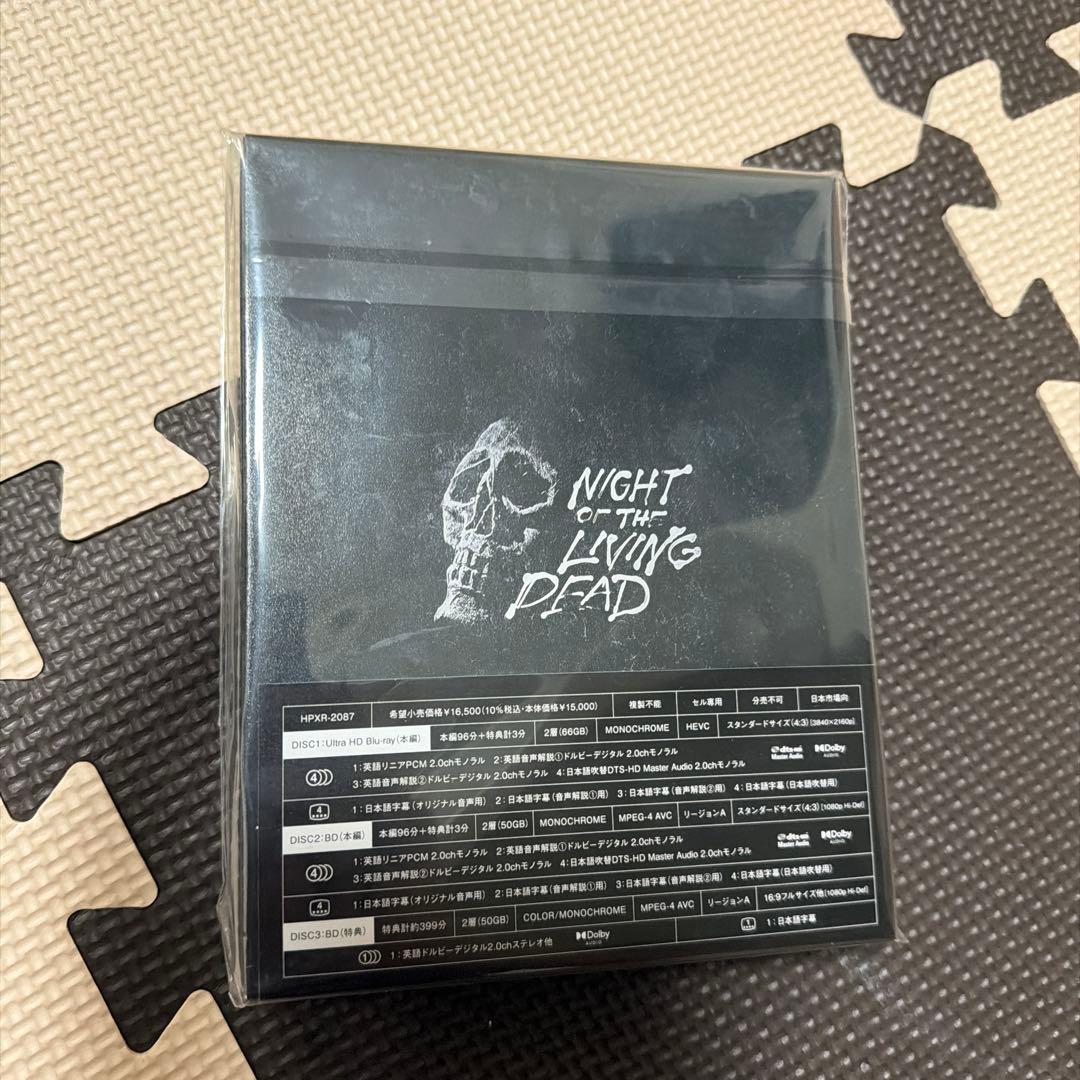 NIGHT
OF THE
LIVING
DEAD
HPXR-2087 希望小売価格¥16,500(10%税込・本体価格¥15,000) 複製不能 セル専用 分売不可 日本市場向
DISC1:Ultra HD Blu-ray(本編) 本編96分+特典計3分 2層(66GB) MONOCHROME HEVC スタンダードサイズ(4:3)[3840×2160p]
4 1:英語リニアPCM 2.0chモノラル 2:英語音声解説①ドルビーデジタル 2.0chモノラル dts-HD Master Audio Dolby AUDIO
3:英語音声解説②ドルビーデジタル 2.0chモノラル 4:日本語吹替DTS-HD Master Audio 2.0chモノラル
4 1:日本語字幕(オリジナル音声用) 2:日本語字幕(音声解説①用) 3:日本語字幕(音声解説②用) 4:日本語字幕(日本語吹替用)
DISC2:BD(本編) 本編96分+特典計3分 2層(50GB) MONOCHROME MPEG-4 AVC リージョンA スタンダードサイズ(4:3)[1080p Hi-Def]
4 1:英語リニアPCM 2.0chモノラル 2:英語音声解説①ドルビーデジタル 2.0chモノラル dts-HD Master Audio Dolby AUDIO
3:英語音声解説②ドルビーデジタル 2.0chモノラル 4:日本語吹替DTS-HD Master Audio 2.0chモノラル
4 1:日本語字幕(オリジナル音声用) 2:日本語字幕(音声解説①用) 3:日本語字幕(音声解説②用) 4:日本語字幕(日本語吹替用)
DISC3:BD(特典) 特典計約399分 2層(50GB) COLOR/MONOCHROME MPEG-4 AVC リージョンA 16:9フルサイズ他[1080p Hi-Def]
1 1:英語ドルビーデジタル2.0chステレオ他 Dolby AUDIO 1 1:日本語字幕